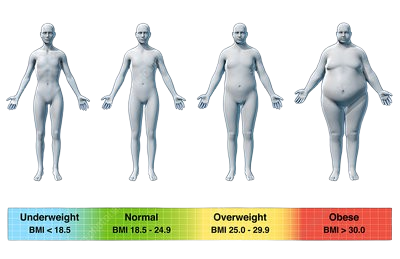 Underweight
BMI < 18.5
Normal
BMI 18.5 - 24.9
Overweight
BMI 25.0 - 29.9
Obese
BMI > 30.0